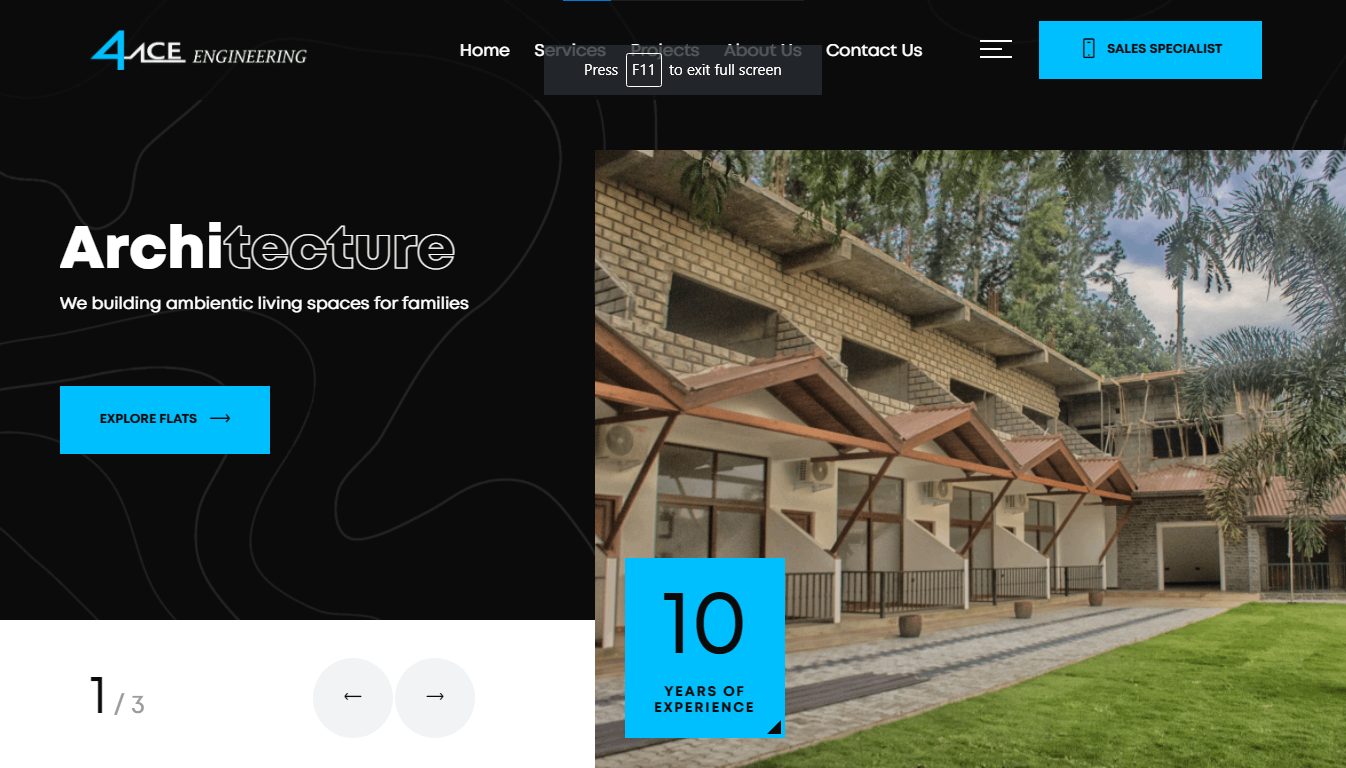 4ACE ENGINEERING
Home Services Projects About Us Contact Us
SALES SPECIALIST
Press F11 to exit full screen
Architecture
We building ambientic living spaces for families
EXPLORE FLATS
1 / 3
10
YEARS OF
EXPERIENCE